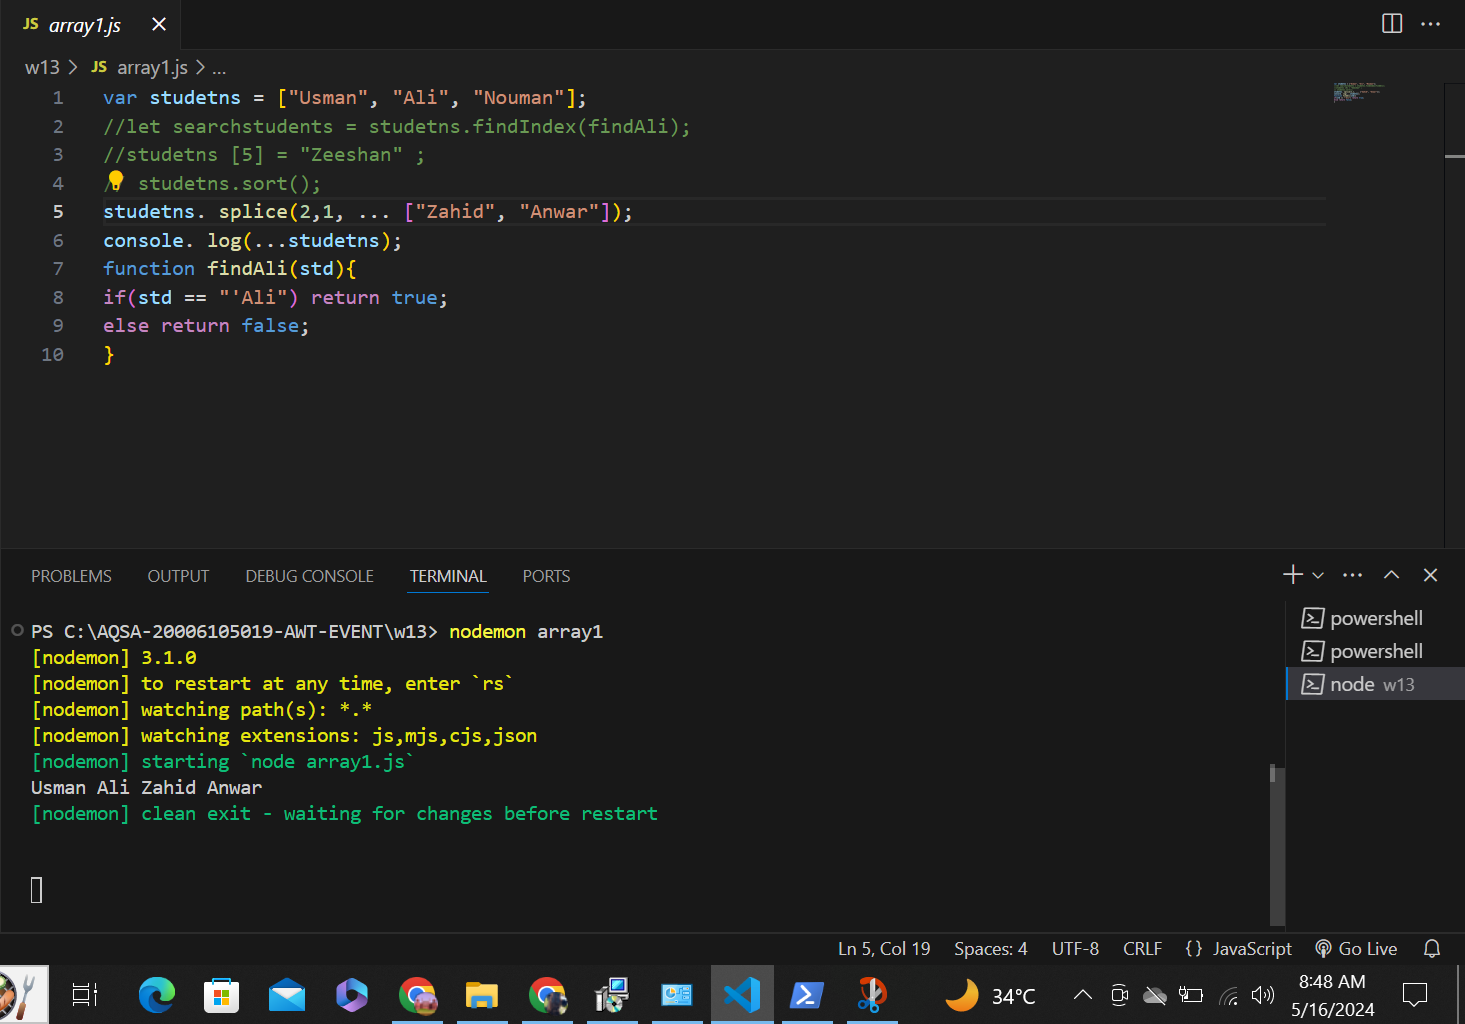 JS array1.js
w13 > JS array1.js > ...
1 var studetns = ["Usman", "Ali", "Nouman"];
2 //let searchstudents = studetns.findIndex(findAli);
3 //studetns [5] = "Zeeshan" ;
4 / studetns.sort();
5 studetns. splice(2,1, ... ["Zahid", "Anwar"]);
6 console. log(...studetns);
7 function findAli(std){
8 if(std == "'Ali") return true;
9 else return false;
10 }
PROBLEMS OUTPUT DEBUG CONSOLE TERMINAL PORTS
PS C:\AQSA-20006105019-AWT-EVENT\w13> nodemon array1
[nodemon] 3.1.0
[nodemon] to restart at any time, enter `rs`
[nodemon] watching path(s): *.*
[nodemon] watching extensions: js,mjs,cjs,json
[nodemon] starting `node array1.js`
Usman Ali Zahid Anwar
[nodemon] clean exit - waiting for changes before restart
powershell
powershell
node w13
Ln 5, Col 19 Spaces: 4 UTF-8 CRLF {} JavaScript Go Live
34°C
8:48 AM
5/16/2024